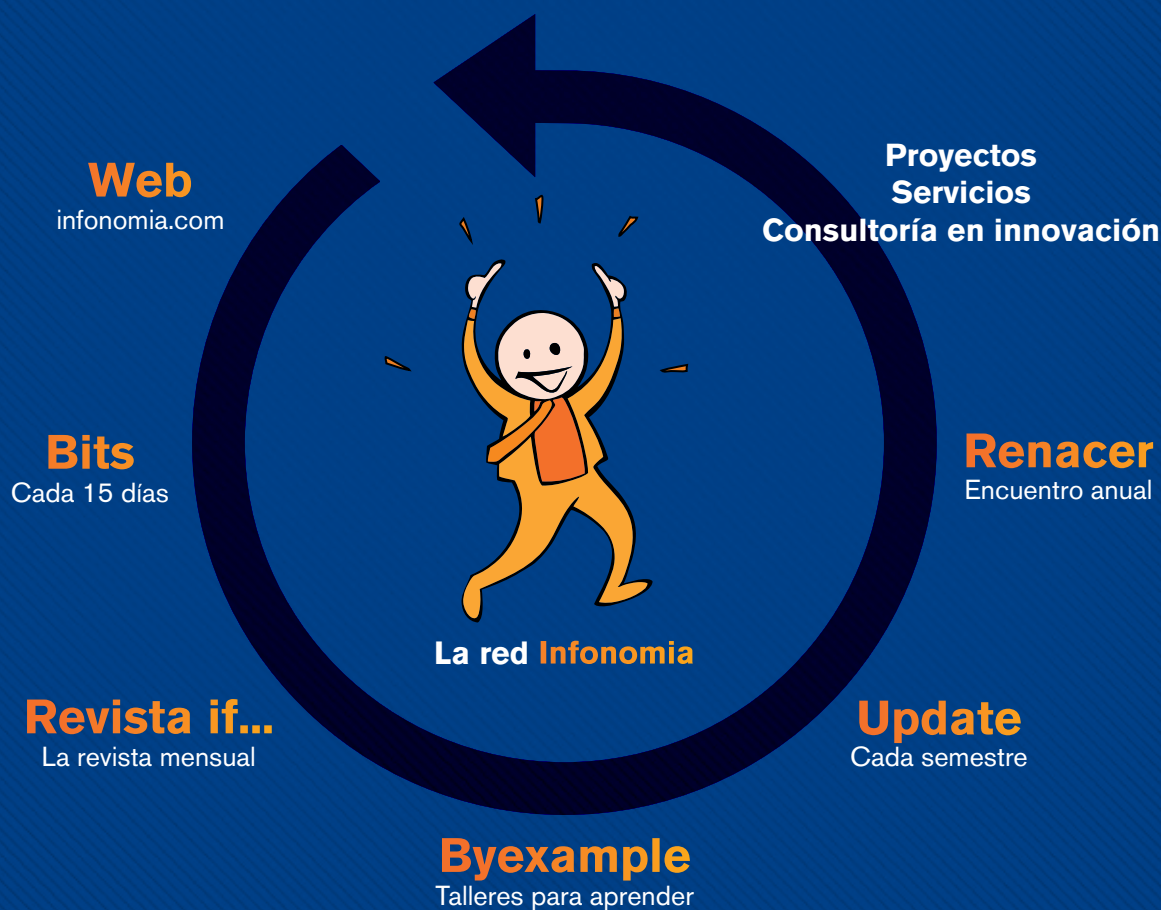 Web
infonomia.com
Proyectos
Servicios
Consultoría en innovación
Bits
Cada 15 días
Renacer
Encuentro anual
La red Infonomia
Revista if...
La revista mensual
Update
Cada semestre
Byexample
Talleres para aprender